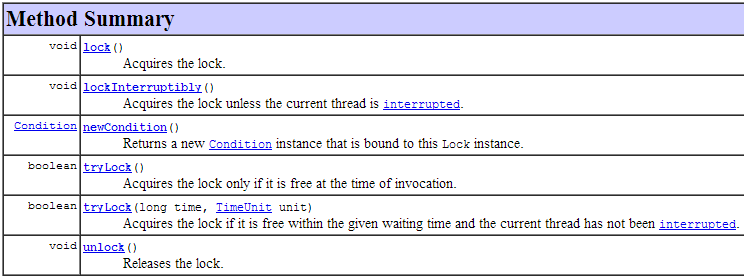 Method Summary
void lock()
Acquires the lock.
void lockInterruptibly()
Acquires the lock unless the current thread is interrupted.
Condition newCondition()
Returns a new Condition instance that is bound to this Lock instance.
boolean tryLock()
Acquires the lock only if it is free at the time of invocation.
boolean tryLock(long time, TimeUnit unit)
Acquires the lock if it is free within the given waiting time and the current thread has not been interrupted.
void unlock()
Releases the lock.